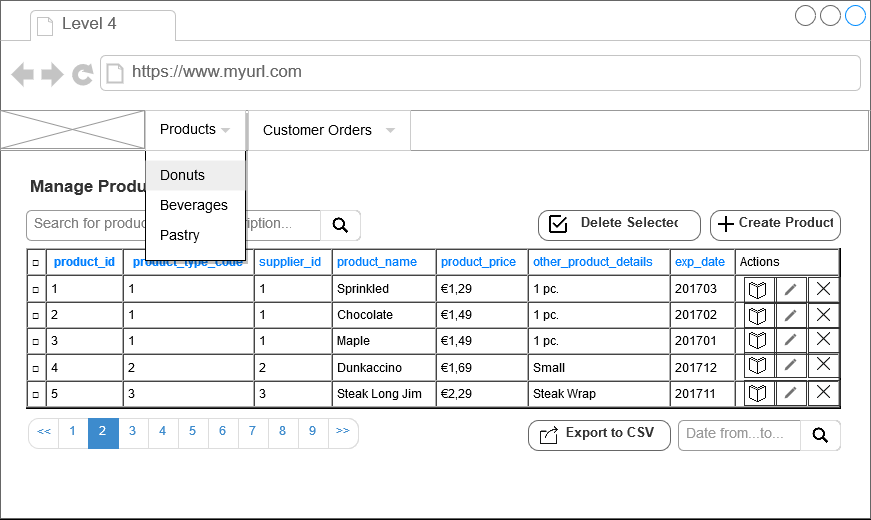 Level 4
https://www.myurl.com
Products Customer Orders
Donuts
Beverages
Pastry
Manage Produ
Search for produ ription...
Delete Selected
Create Product
product_id product_type_code supplier_id product_name product_price other_product_details exp_date Actions
1 1 1 Sprinkled €1,29 1 pc. 201703
2 1 1 Chocolate €1,49 1 pc. 201702
3 1 1 Maple €1,49 1 pc. 201701
4 2 2 Dunkaccino €1,69 Small 201712
5 3 3 Steak Long Jim €2,29 Steak Wrap 201711
<< 1 2 3 4 5 6 7 8 9 >>
Export to CSV
Date from...to...